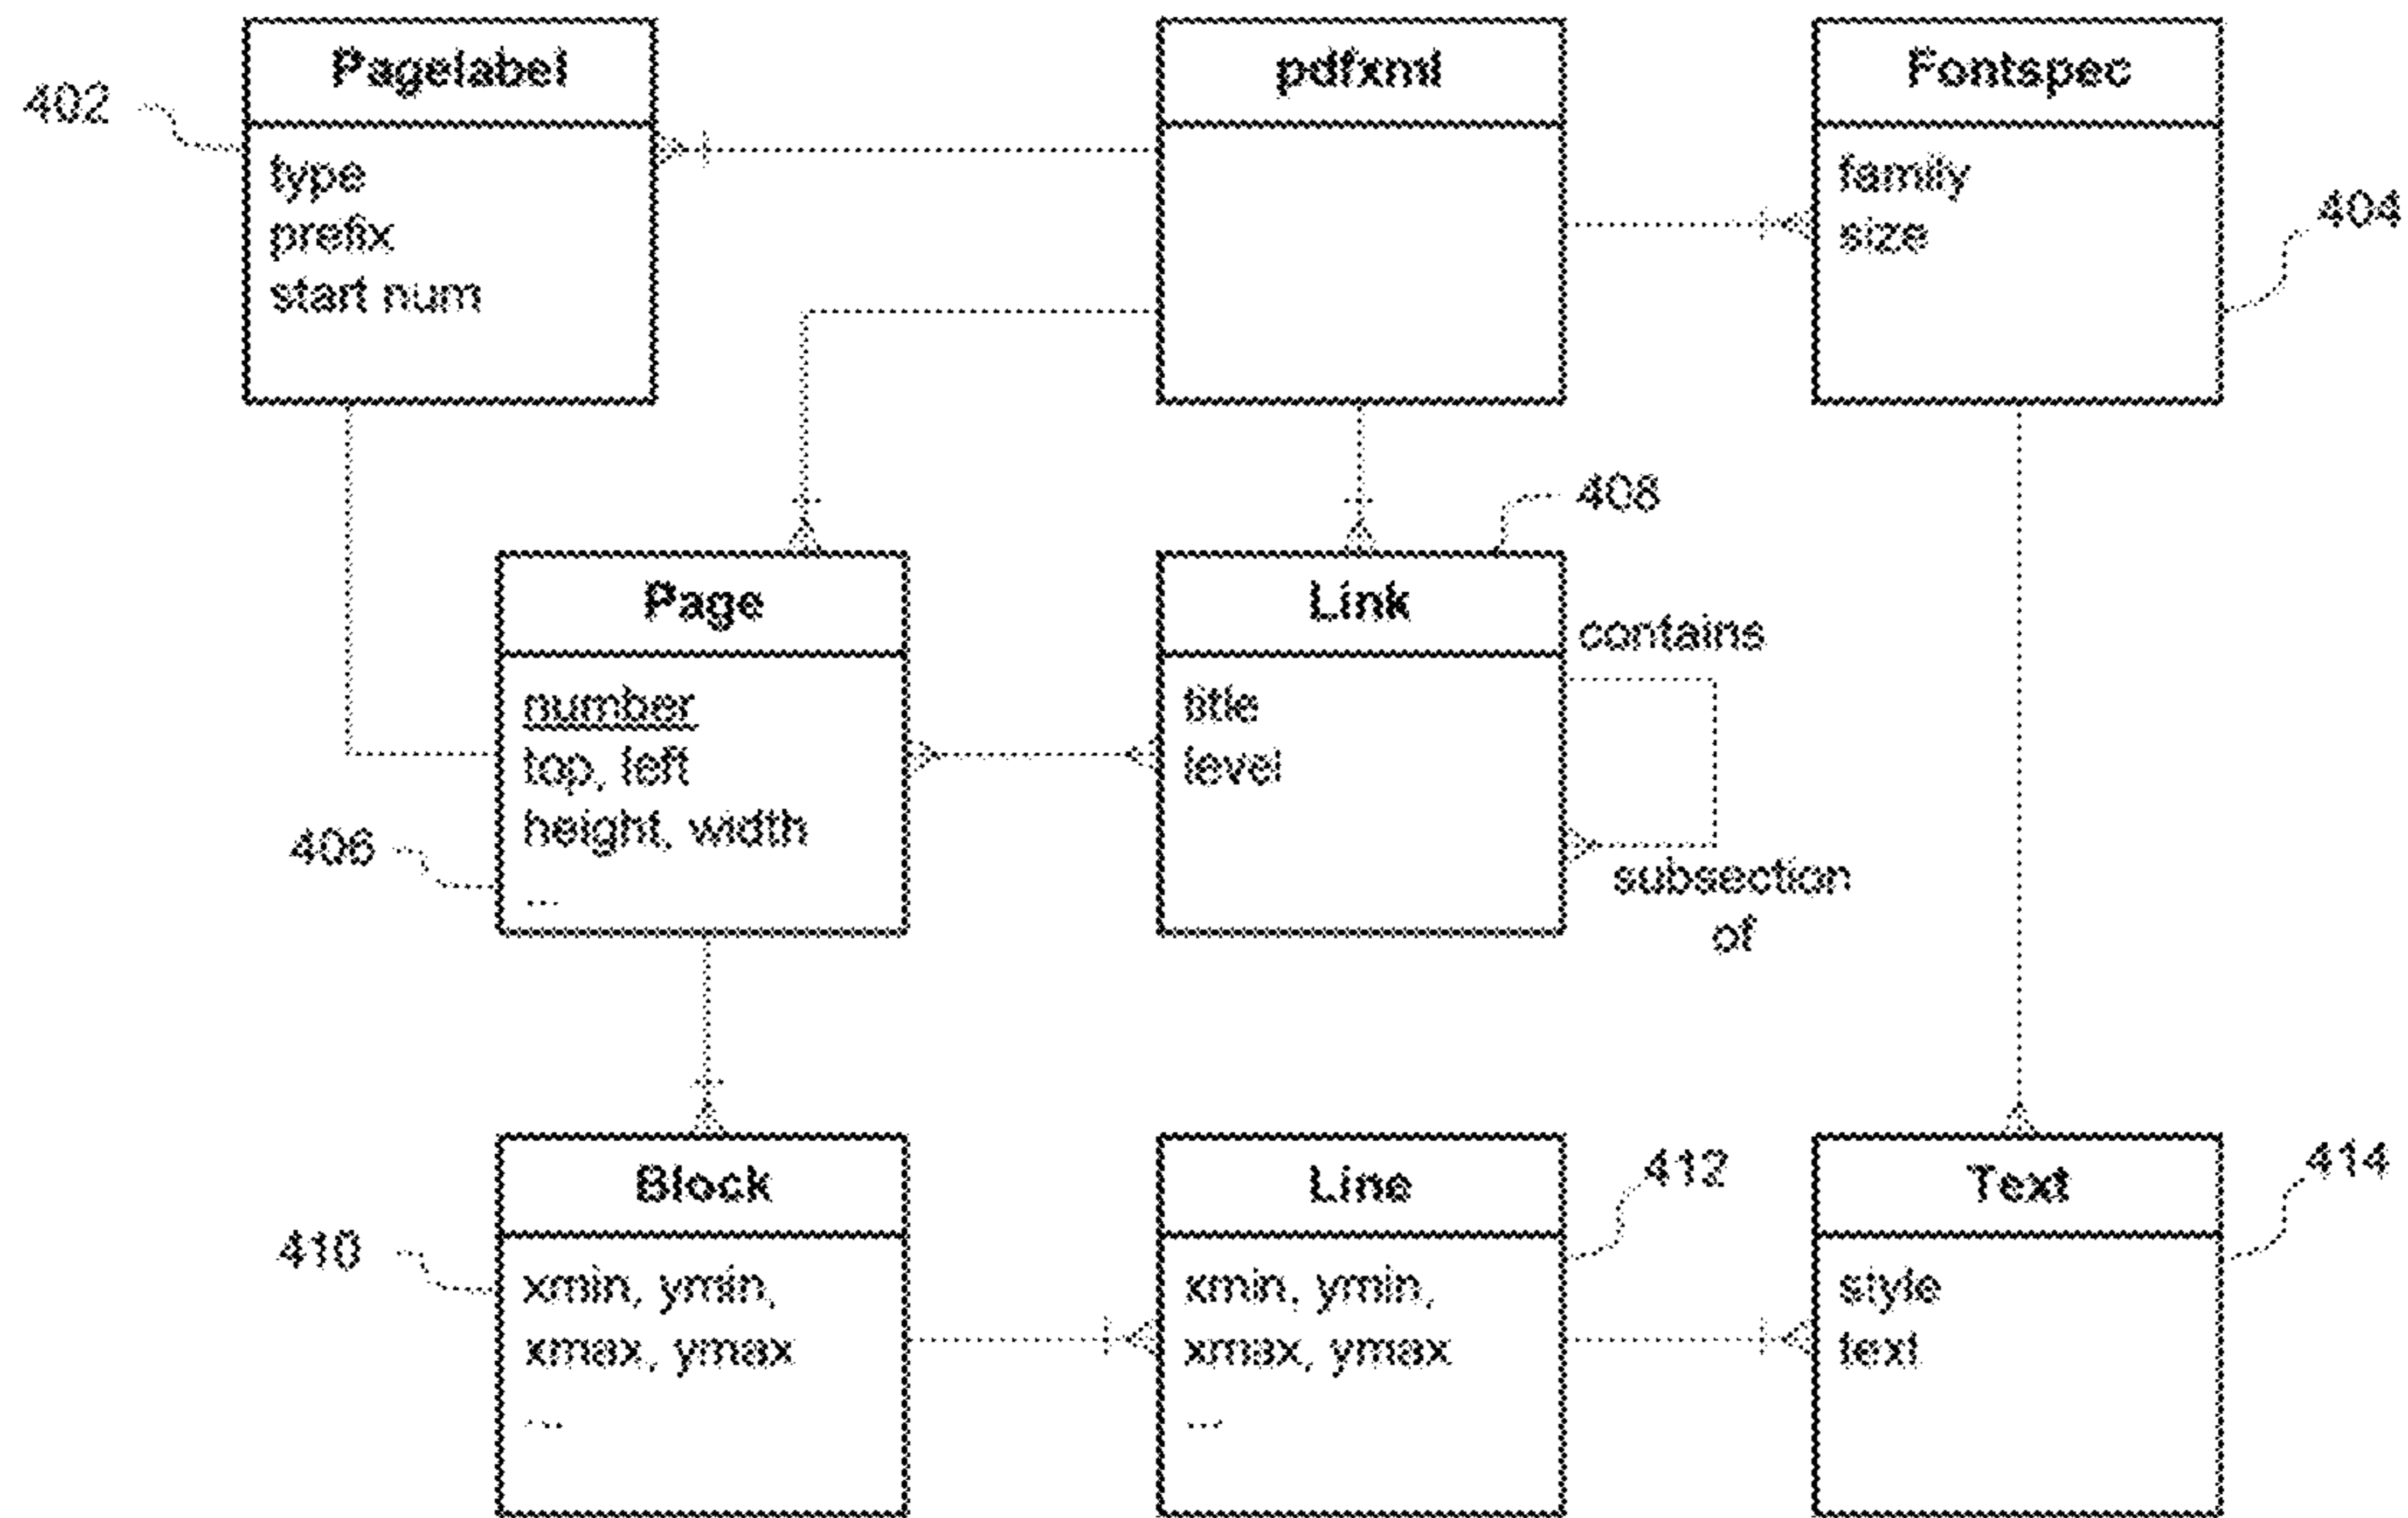 Pagelabel
402
type
prefix
start num
pdfxml
Fontspec
family
size
404
Page
number
top, left
height, width
...
406
Link
408
title
level
contains
subsection
of
Block
410
xmin, ymin,
xmax, ymax
...
Line
412
xmin, ymin,
xmax, ymax
...
Text
414
style
text